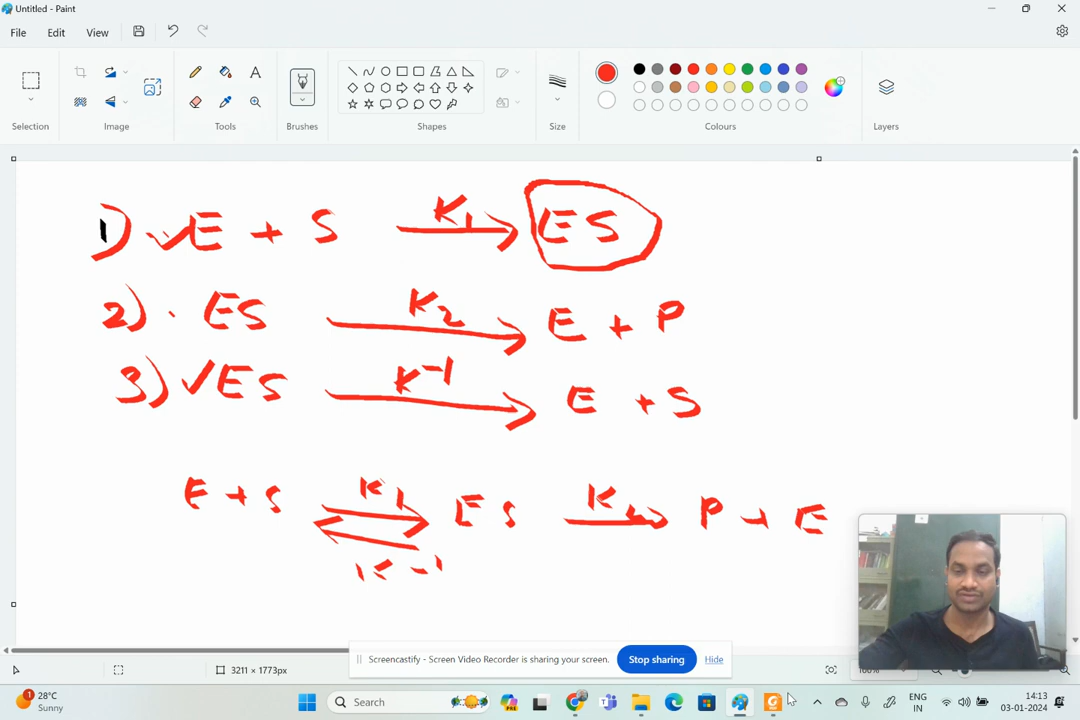 Untitled - Paint
File Edit View
Selection Image Tools Brushes Shapes Size Colours Layers
1) E + S K1 ES
2) . ES K2 E + P
3) ES K-1 E + S
E + S K1 ES K2 P + E
K-1
Screencastify - Screen Video Recorder is sharing your screen. Stop sharing Hide
3211 × 1773px 100%
28°C
Sunny
Search
PRE
ENG
IN
14:13
03-01-2024